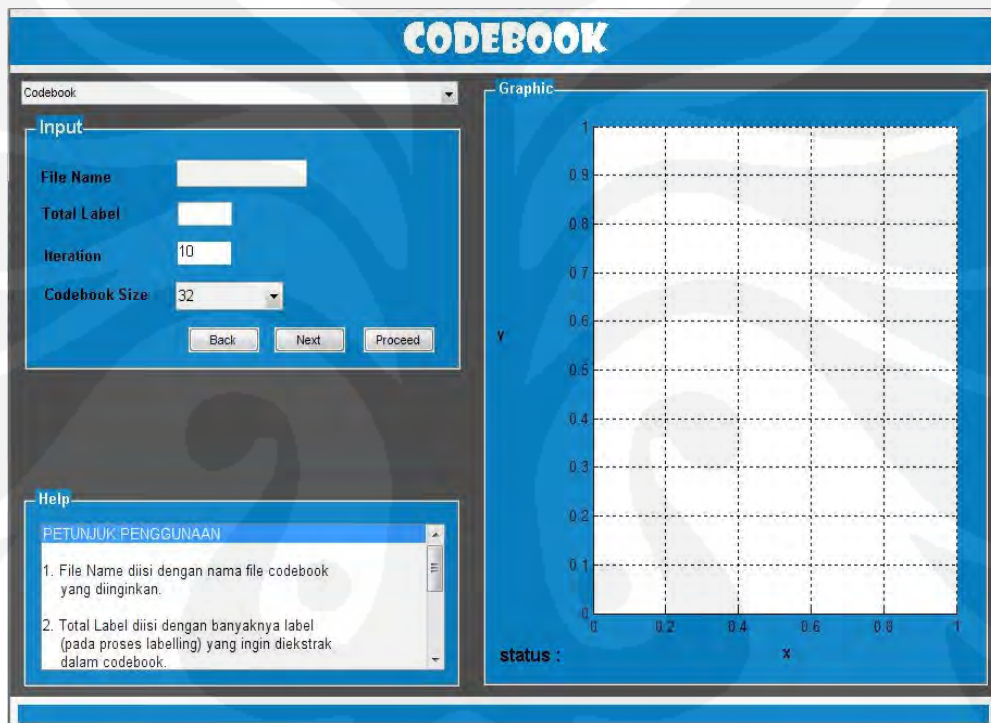 CODEBOOK
Codebook
Input
File Name
Total Label
Iteration
10
Codebook Size
32
Back
Next
Proceed
Help
PETUNJUK PENGGUNAAN
1. File Name diisi dengan nama file codebook
yang diinginkan.
2. Total Label diisi dengan banyaknya label
(pada proses labelling) yang ingin diekstrak
dalam codebook.
Graphic
1
0.9
0.8
0.7
0.6
Y
0.5
0.4
0.3
0.2
0.1
0
0 0.2 0.4 0.6 0.8 1
x
status :